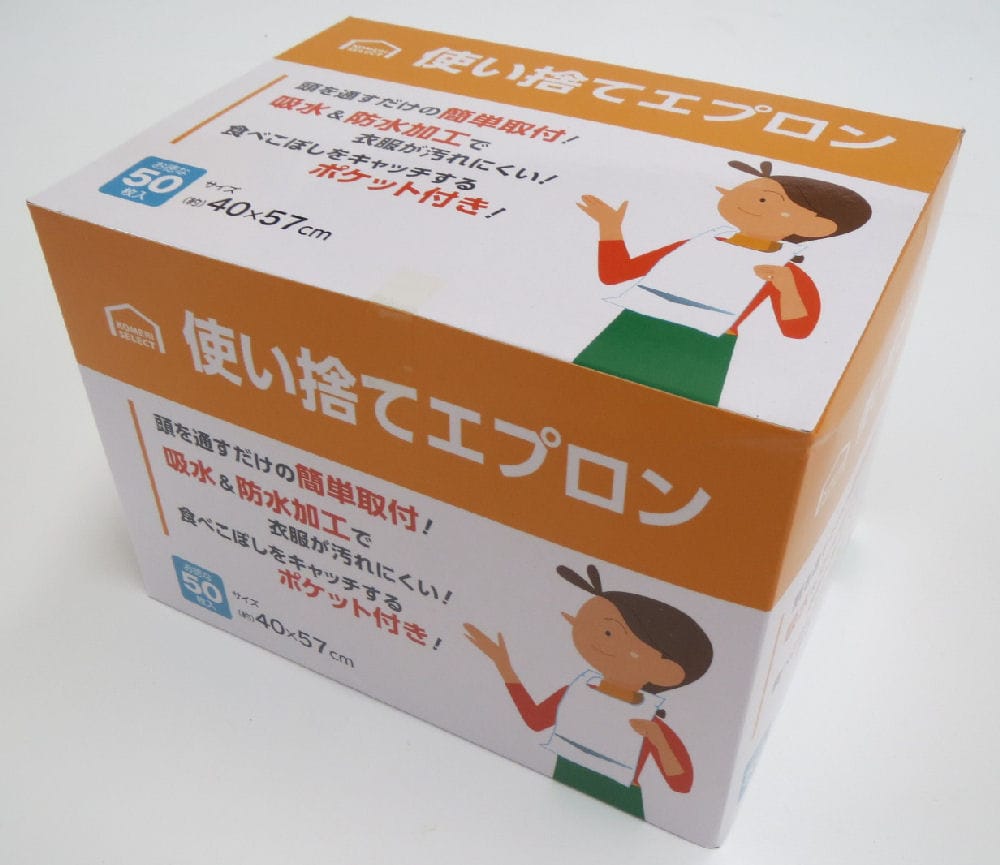 KOMERI
SELECT
使い捨てエプロン
頭を通すだけの簡単取付!
吸水&防水加工で
衣服が汚れにくい!
食べこぼしをキャッチする
ポケット付き!
お徳な
50
枚入
サイズ
(約)40×57cm
KOMERI
SELECT
使い捨てエプロン
頭を通すだけの簡単取付!
吸水&防水加工で
衣服が汚れにくい!
食べこぼしをキャッチする
ポケット付き!
お徳な
50
枚入
サイズ
(約)40×57cm